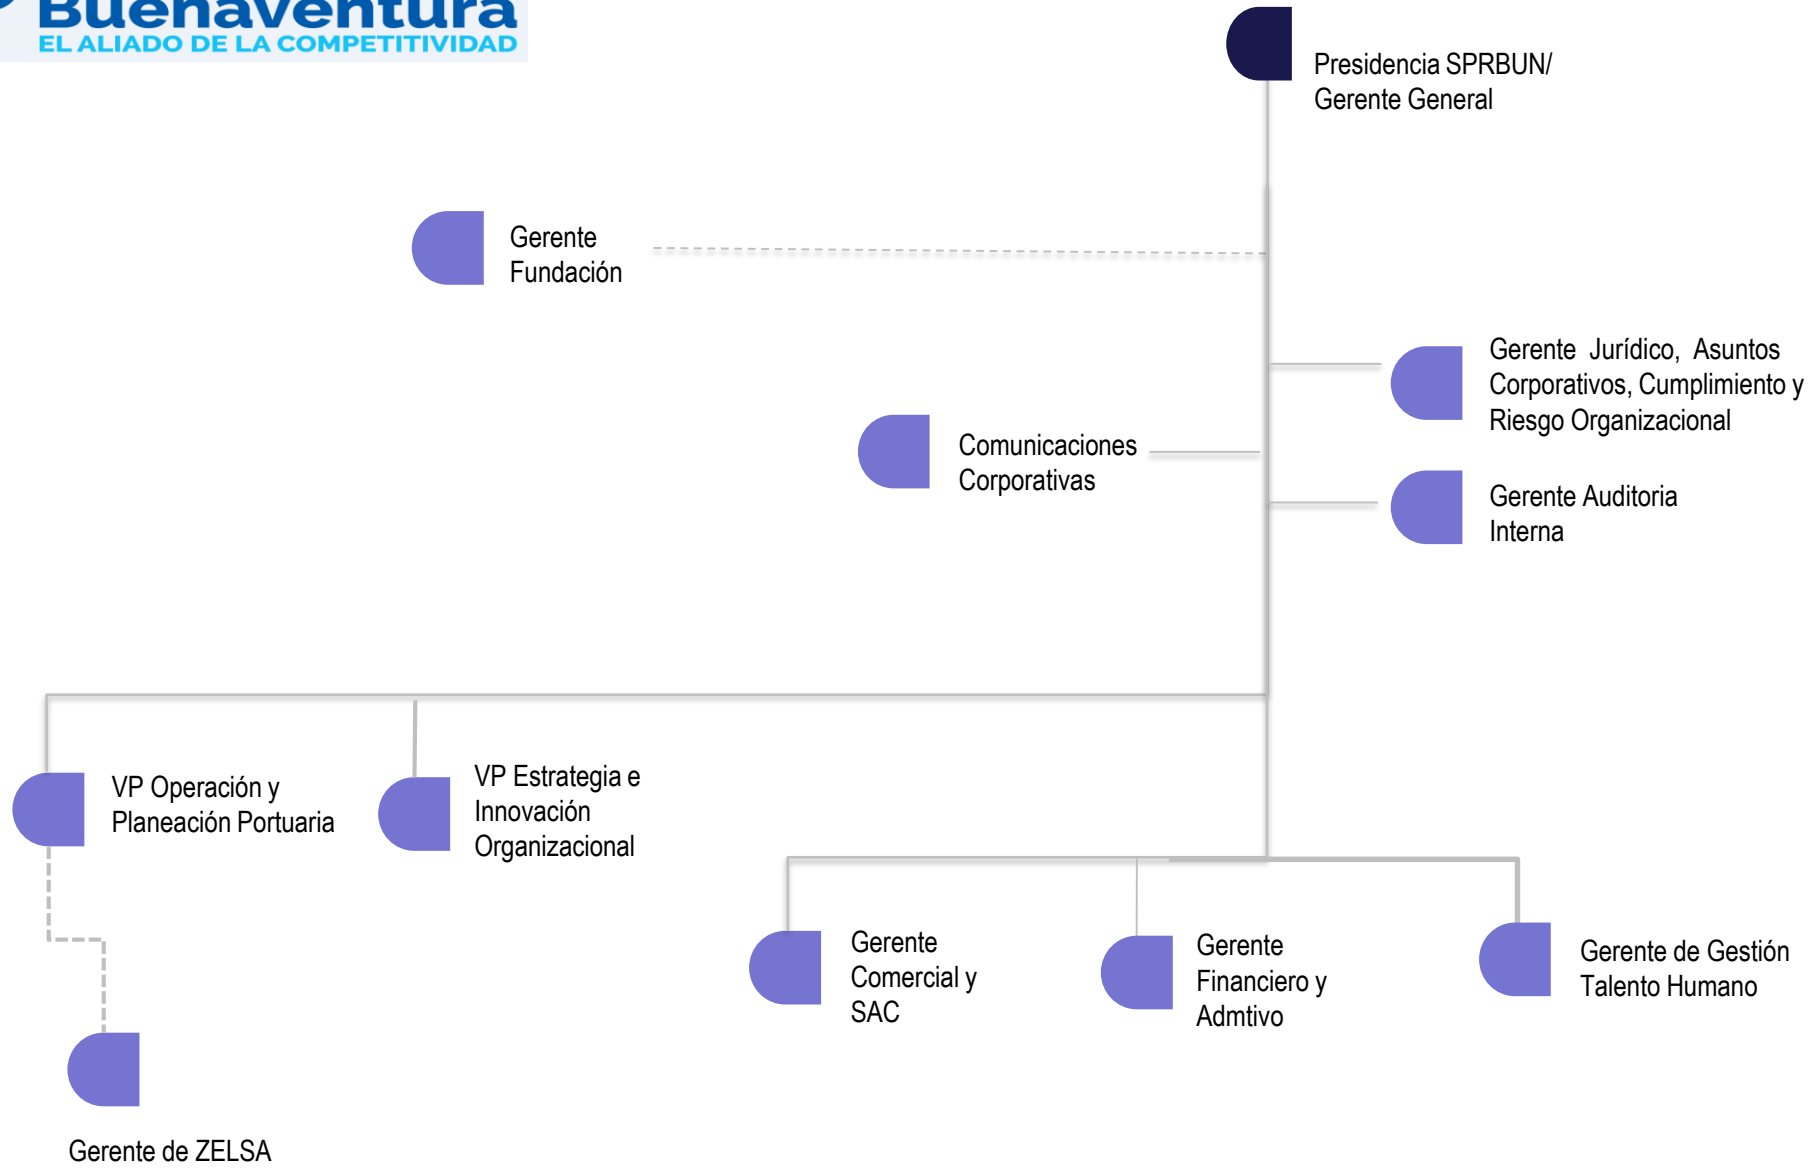 Buenaventura
EL ALIADO DE LA COMPETITIVIDAD
Presidencia SPRBUN/
Gerente General
Gerente
Fundación
Gerente Jurídico, Asuntos
Corporativos, Cumplimiento y
Riesgo Organizacional
Comunicaciones
Corporativas
Gerente Auditoria
Interna
VP Operación y
Planeación Portuaria
VP Estrategia e
Innovación
Organizacional
Gerente
Comercial y
SAC
Gerente
Financiero y
Admtivo
Gerente de Gestión
Talento Humano
Gerente de ZELSA